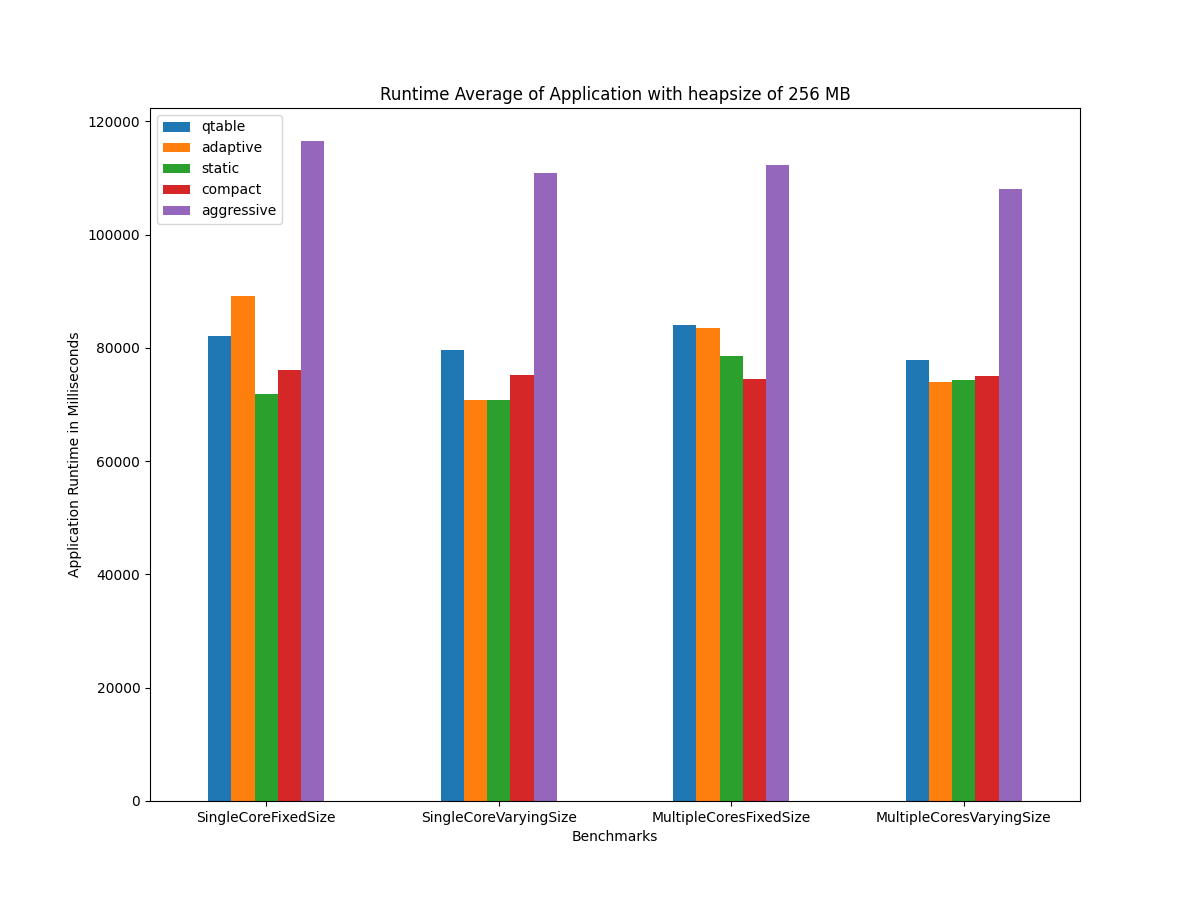 Runtime Average of Application with heapsize of 256 MB
qtable
adaptive
static
compact
aggressive
120000
100000
80000
60000
40000
20000
0
Application Runtime in Milliseconds
SingleCoreFixedSize
SingleCoreVaryingSize
MultipleCoresFixedSize
MultipleCoresVaryingSize
Benchmarks